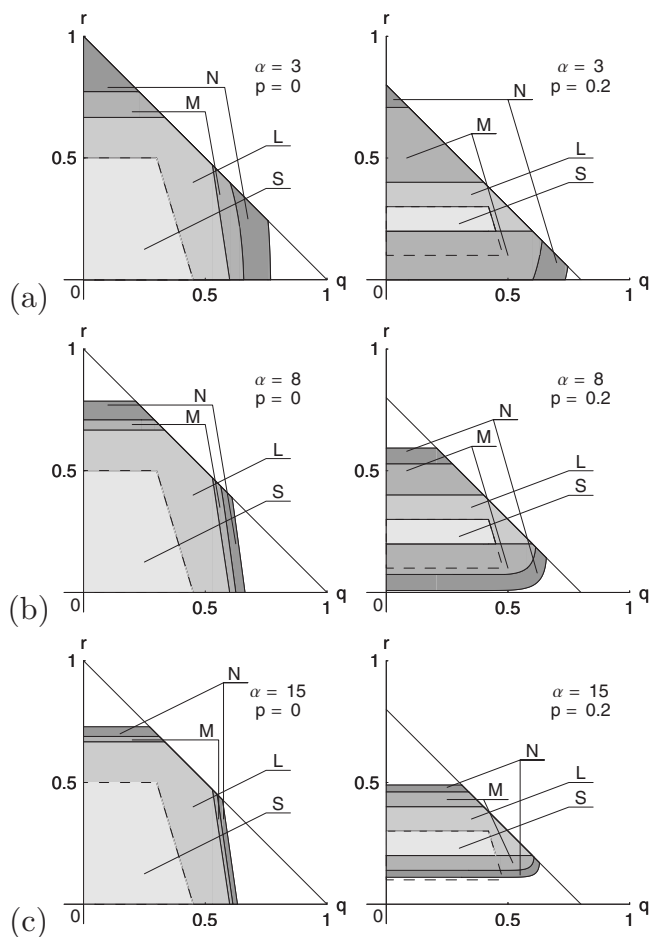 r
1
α = 3
p = 0
N
M
L
0.5
S
0
0.5
1
q
(a)
r
1
α = 3
p = 0.2
N
M
L
0.5
S
0
0.5
1
q
r
1
α = 8
p = 0
N
M
L
0.5
S
0
0.5
1
q
(b)
r
1
α = 8
p = 0.2
N
M
L
0.5
S
0
0.5
1
q
r
1
N
α = 15
p = 0
M
L
0.5
S
0
0.5
1
q
(c)
r
1
α = 15
p = 0.2
N
M
L
0.5
S
0
0.5
1
q